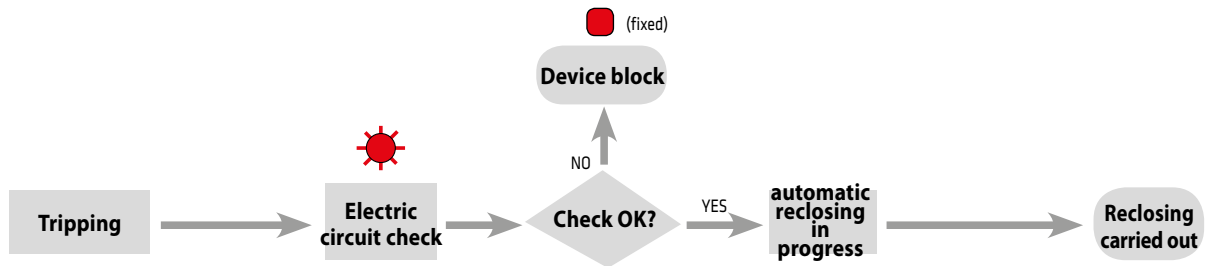 (fixed)
Device block
NO
Tripping
Electric
circuit check
Check OK?
YES
automatic
reclosing
in
progress
Reclosing
carried out